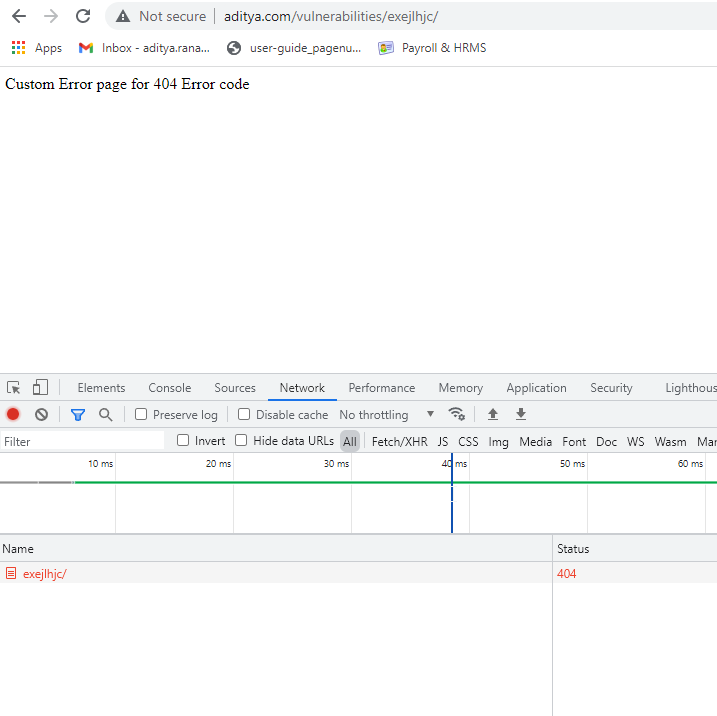 Not secure | aditya.com/vulnerabilities/exejlhjc/
Apps Inbox - aditya.rana... user-guide_pagenu... Payroll & HRMS
Custom Error page for 404 Error code
Elements Console Sources Network Performance Memory Application Security Lighthous
Preserve log Disable cache No throttling
Filter Invert Hide data URLs All Fetch/XHR JS CSS Img Media Font Doc WS Wasm Man
10 ms 20 ms 30 ms 40 ms 50 ms 60 ms
Name Status
exejlhjc/ 404